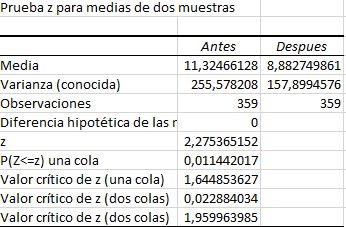 Prueba z para medias de dos muestras
Antes Despues
Media 11,32466128 8,882749861
Varianza (conocida) 255,578208 157,8994576
Observaciones 359 359
Diferencia hipotética de las r 0
z 2,275365152
P(Z<=z) una cola 0,011442017
Valor crítico de z (una cola) 1,644853627
Valor crítico de z (dos colas) 0,022884034
Valor crítico de z (dos colas) 1,959963985